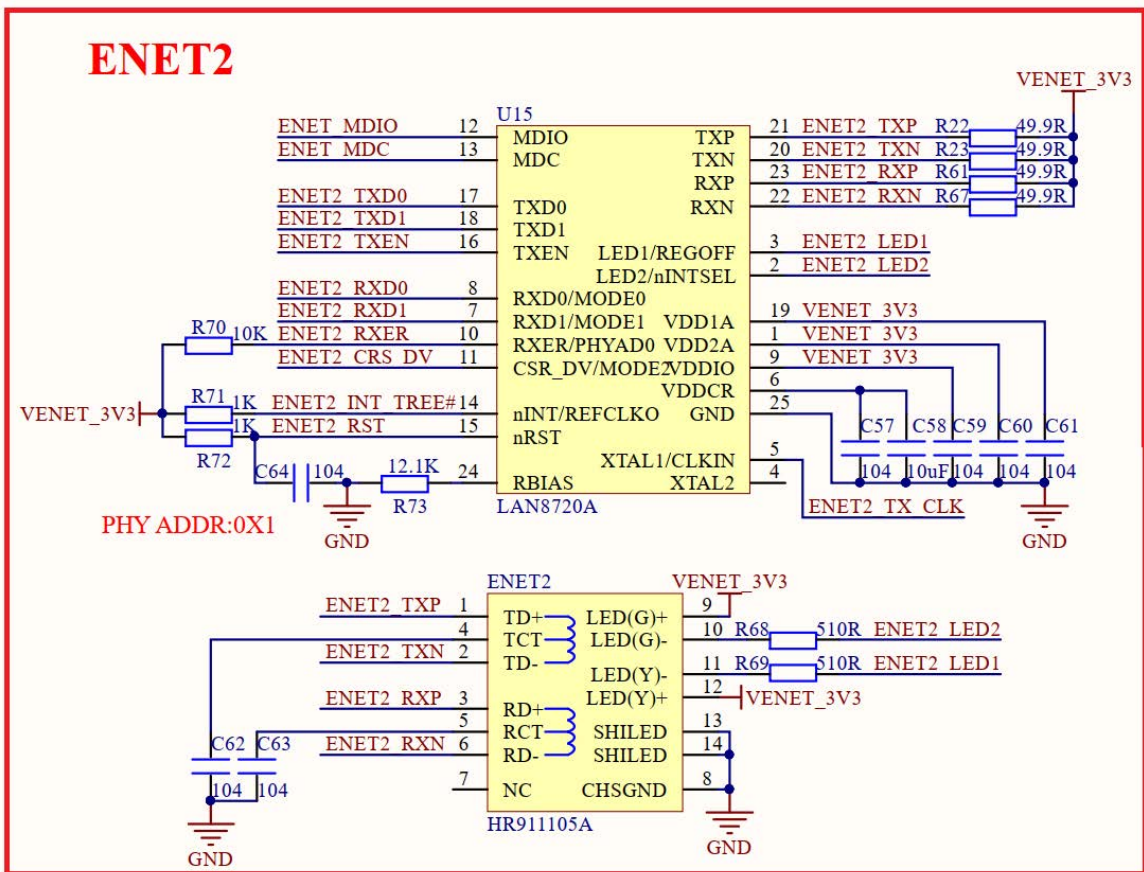 ENET2
VENET_3V3
U15
ENET_MDIO 12 MDIO TXP 21 ENET2_TXP R22 49.9R
ENET_MDC 13 MDC TXN 20 ENET2_TXN R23 49.9R
RXP 23 ENET2_RXP R61 49.9R
ENET2_TXD0 17 TXD0 RXN 22 ENET2_RXN R67 49.9R
ENET2_TXD1 18 TXD1
ENET2_TXEN 16 TXEN LED1/REGOFF 3 ENET2_LED1
LED2/nINTSEL 2 ENET2_LED2
ENET2_RXD0 8 RXD0/MODE0
ENET2_RXD1 7 RXD1/MODE1 VDD1A 19 VENET_3V3
R70 10K ENET2_RXER 10 RXER/PHYAD0 VDD2A 1 VENET_3V3
ENET2_CRS_DV 11 CSR_DV/MODE2 VDDIO 9 VENET_3V3
VDDCR 6
VENET_3V3 R71 1K ENET2_INT_TREE# 14 nINT/REFCLKO GND 25
R72 1K ENET2_RST 15 nRST
C57 C58 C59 C60 C61
104 10uF 104 104 104
XTAL1/CLKIN 5
C64 104 12.1K R73 24 RBIAS XTAL2 4
LAN8720A ENET2_TX_CLK
PHY ADDR:0X1
GND
GND
ENET2 VENET_3V3
ENET2_TXP 1 TD+ LED(G)+ 9
4 TCT LED(G)- 10 R68 510R ENET2_LED2
ENET2_TXN 2 TD-
LED(Y)- 11 R69 510R ENET2_LED1
ENET2_RXP 3 RD+ LED(Y)+ 12 VENET_3V3
5 RCT SHILED 13
ENET2_RXN 6 RD- SHILED 14
C62 C63
104 104
7 NC CHSGND 8
HR911105A
GND
GND